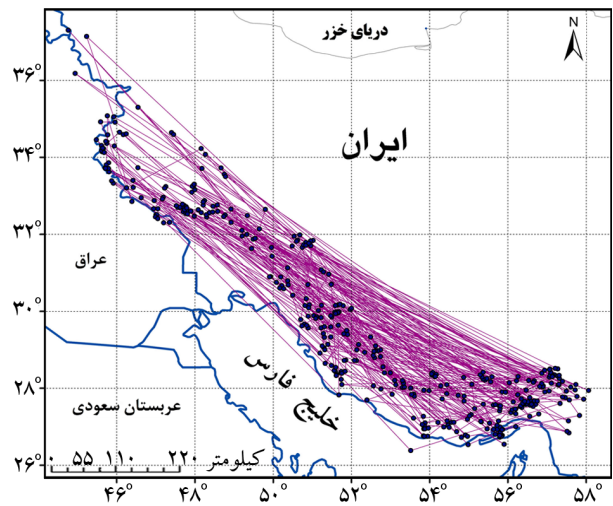 دریای خزر
N
۳۶°
ایران
۳۴°
۳۲°
عراق
۳۰°
خلیج فارس
۲۸°
عربستان سعودی
۰ ۵۵ ۱۱۰ ۲۲۰ کیلومتر
۲۶°
۴۶° ۴۸° ۵۰° ۵۲° ۵۴° ۵۶° ۵۸°